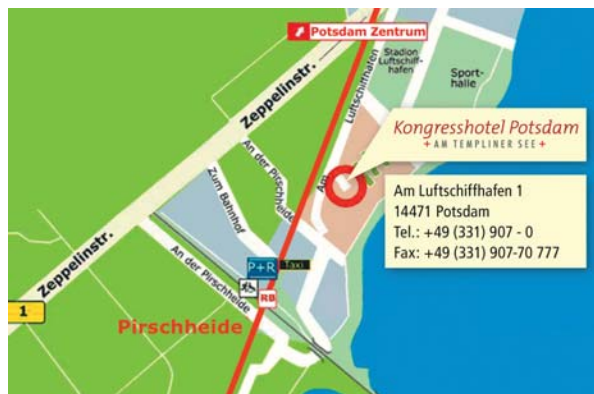 Potsdam Zentrum
Zeppelinstr.
Stadion
Luftschiff-
hafen
Sport-
halle
Am Luftschiffhafen
Kongresshotel Potsdam
+ AM TEMPLINER SEE +
An der Pirschheide
Zum Bahnhof
Am Luftschiffhafen 1
14471 Potsdam
Tel.: +49 (331) 907 - 0
Fax: +49 (331) 907-70 777
Zeppelinstr.
An der Pirschheide
P+R
Taxi
RB
1
Pirschheide